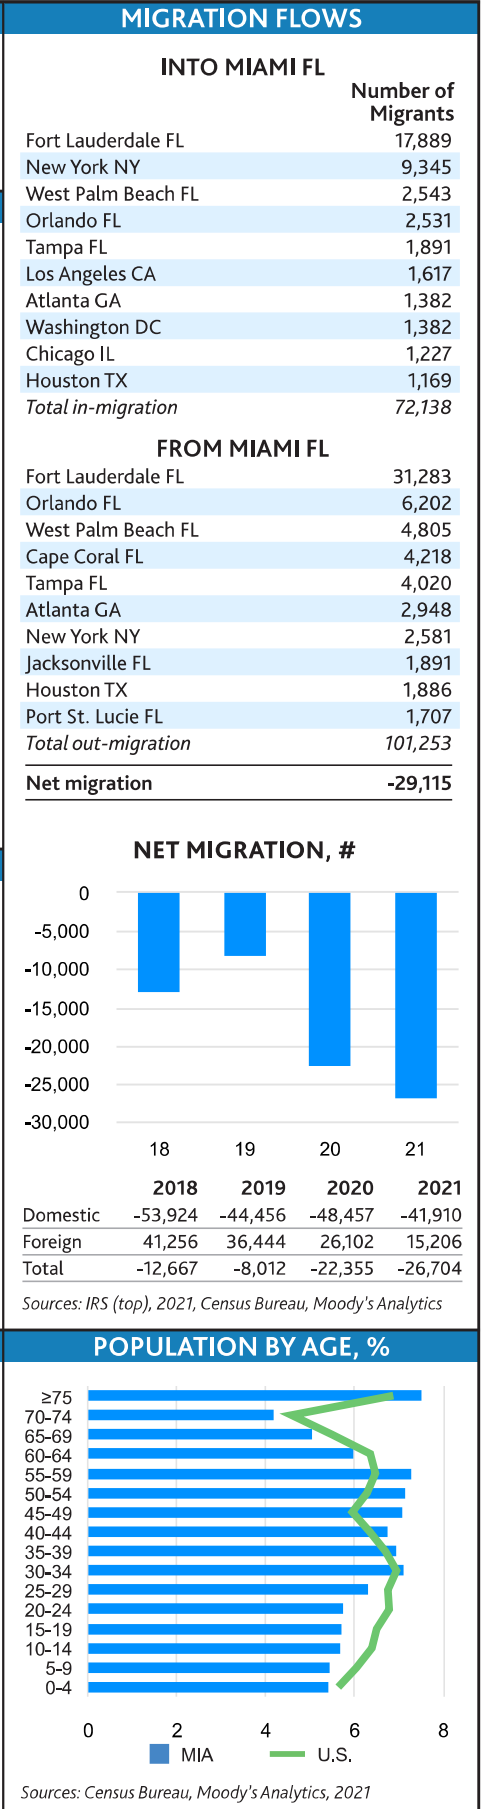 MIGRATION FLOWS
INTO MIAMI FL
Number of
Migrants
Fort Lauderdale FL 17,889
New York NY 9,345
West Palm Beach FL 2,543
Orlando FL 2,531
Tampa FL 1,891
Los Angeles CA 1,617
Atlanta GA 1,382
Washington DC 1,382
Chicago IL 1,227
Houston TX 1,169
Total in-migration 72,138
FROM MIAMI FL
Fort Lauderdale FL 31,283
Orlando FL 6,202
West Palm Beach FL 4,805
Cape Coral FL 4,218
Tampa FL 4,020
Atlanta GA 2,948
New York NY 2,581
Jacksonville FL 1,891
Houston TX 1,886
Port St. Lucie FL 1,707
Total out-migration 101,253
Net migration -29,115
NET MIGRATION, #
0
-5,000
-10,000
-15,000
-20,000
-25,000
-30,000
18 19 20 21
2018 2019 2020 2021
Domestic -53,924 -44,456 -48,457 -41,910
Foreign 41,256 36,444 26,102 15,206
Total -12,667 -8,012 -22,355 -26,704
Sources: IRS (top), 2021, Census Bureau, Moody's Analytics
POPULATION BY AGE, %
≥75
70-74
65-69
60-64
55-59
50-54
45-49
40-44
35-39
30-34
25-29
20-24
15-19
10-14
5-9
0-4
0 2 4 6 8
MIA U.S.
Sources: Census Bureau, Moody's Analytics, 2021